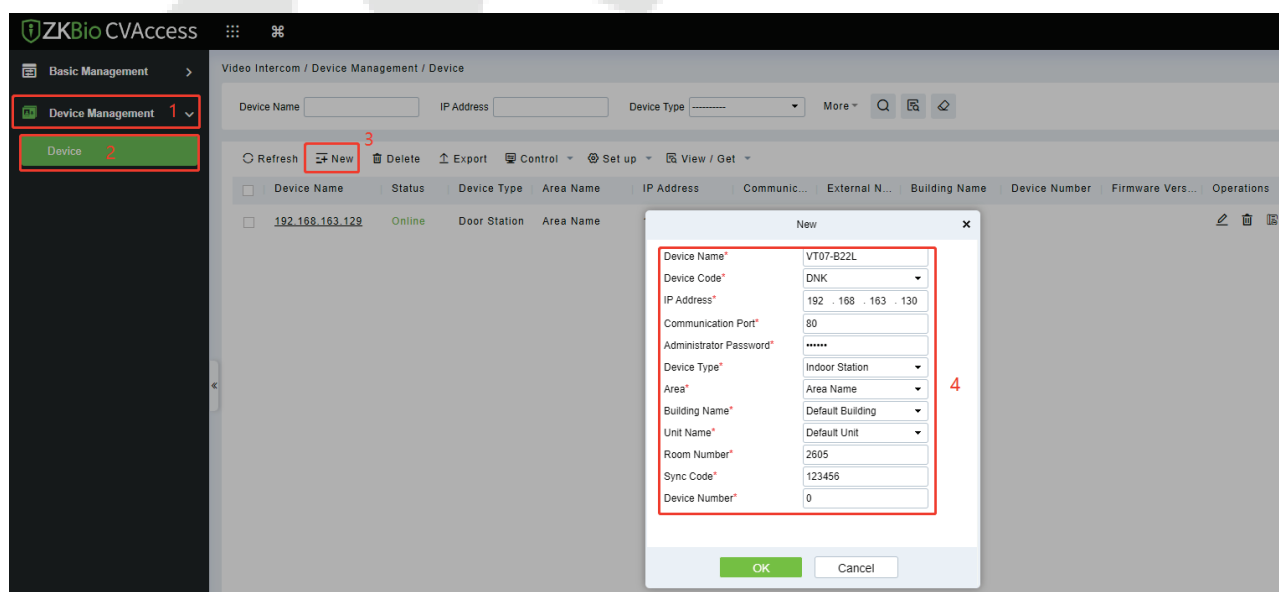 ZKBio CVAccess ⌘
Basic Management >
Video Intercom / Device Management / Device
Device Management 1
Device 2
Device Name IP Address Device Type ---------- More
3
Refresh New Delete Export Control Set up View / Get
Device Name Status Device Type Area Name IP Address Communic... External N... Building Name Device Number Firmware Vers... Operations
192.168.163.129 Online Door Station Area Name
New ×
Device Name* VT07-B22L
Device Code* DNK
IP Address* 192 . 168 . 163 . 130
Communication Port* 80
Administrator Password* ••••••
Device Type* Indoor Station
Area* Area Name
4
Building Name* Default Building
Unit Name* Default Unit
Room Number* 2605
Sync Code* 123456
Device Number* 0
OK Cancel
«